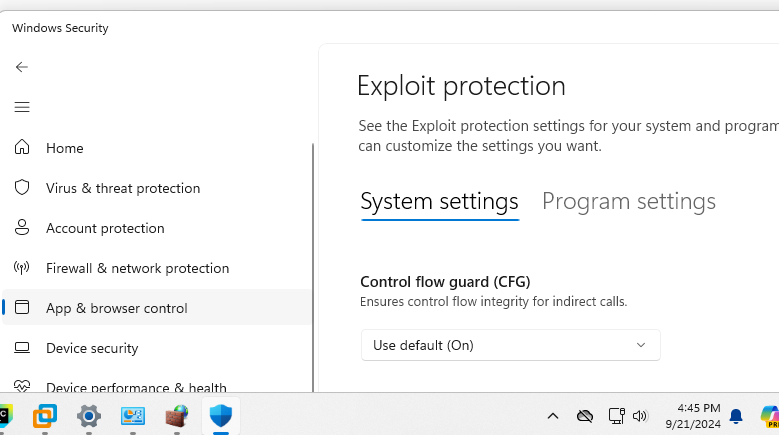 Windows Security
Exploit protection
See the Exploit protection settings for your system and program
can customize the settings you want.
Home
Virus & threat protection
System settings
Program settings
Account protection
Firewall & network protection
Control flow guard (CFG)
Ensures control flow integrity for indirect calls.
App & browser control
Use default (On)
Device security
Device performance & health
4:45 PM
9/21/2024